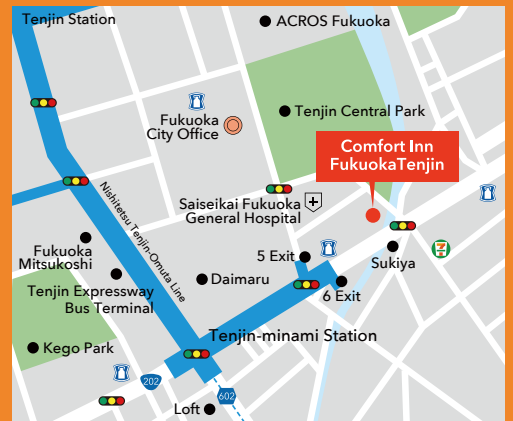 Tenjin Station
ACROS Fukuoka
Fukuoka
City Office
Tenjin Central Park
Comfort Inn
FukuokaTenjin
Saiseikai Fukuoka
General Hospital
Nishitetsu Tenjin-Omuta Line
Fukuoka
Mitsukoshi
5 Exit
Sukiya
7
Tenjin Expressway
Bus Terminal
Daimaru
6 Exit
Tenjin-minami Station
Kego Park
202
602
Loft